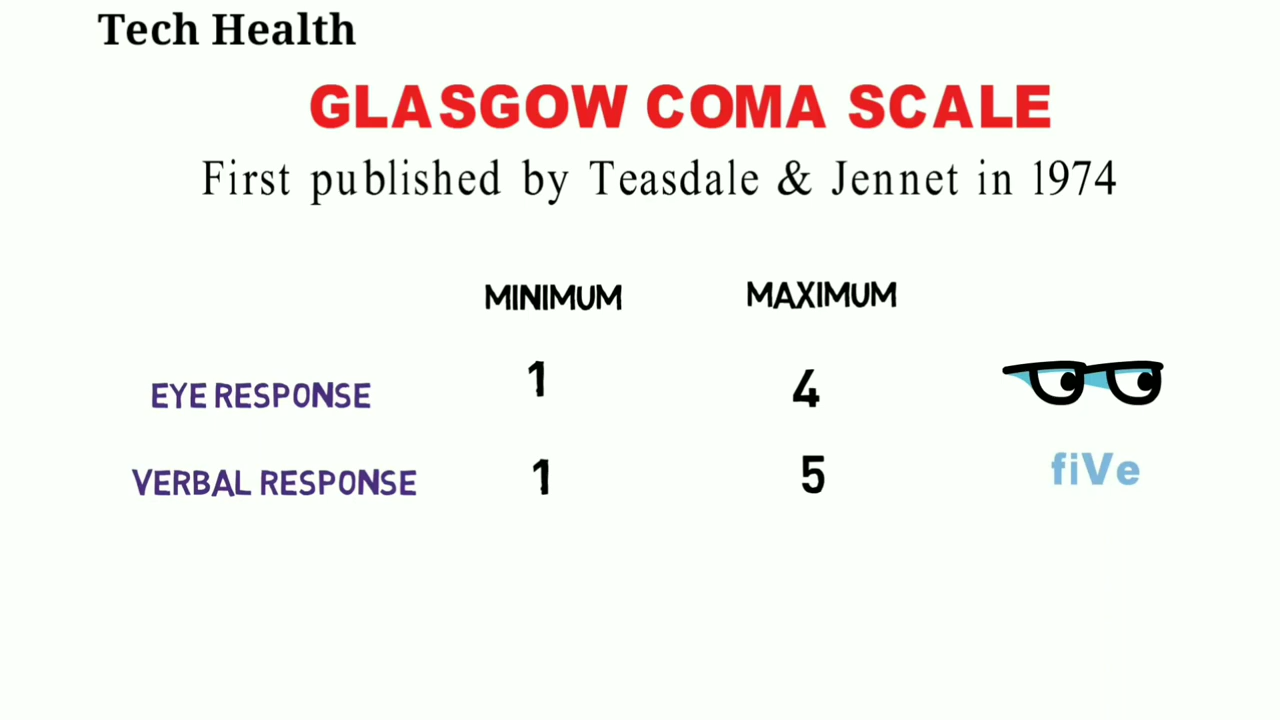 Tech Health
GLASGOW COMA SCALE
First published by Teasdale & Jennet in 1974
MINIMUM MAXIMUM
EYE RESPONSE 1 4
VERBAL RESPONSE 1 5 fiVe